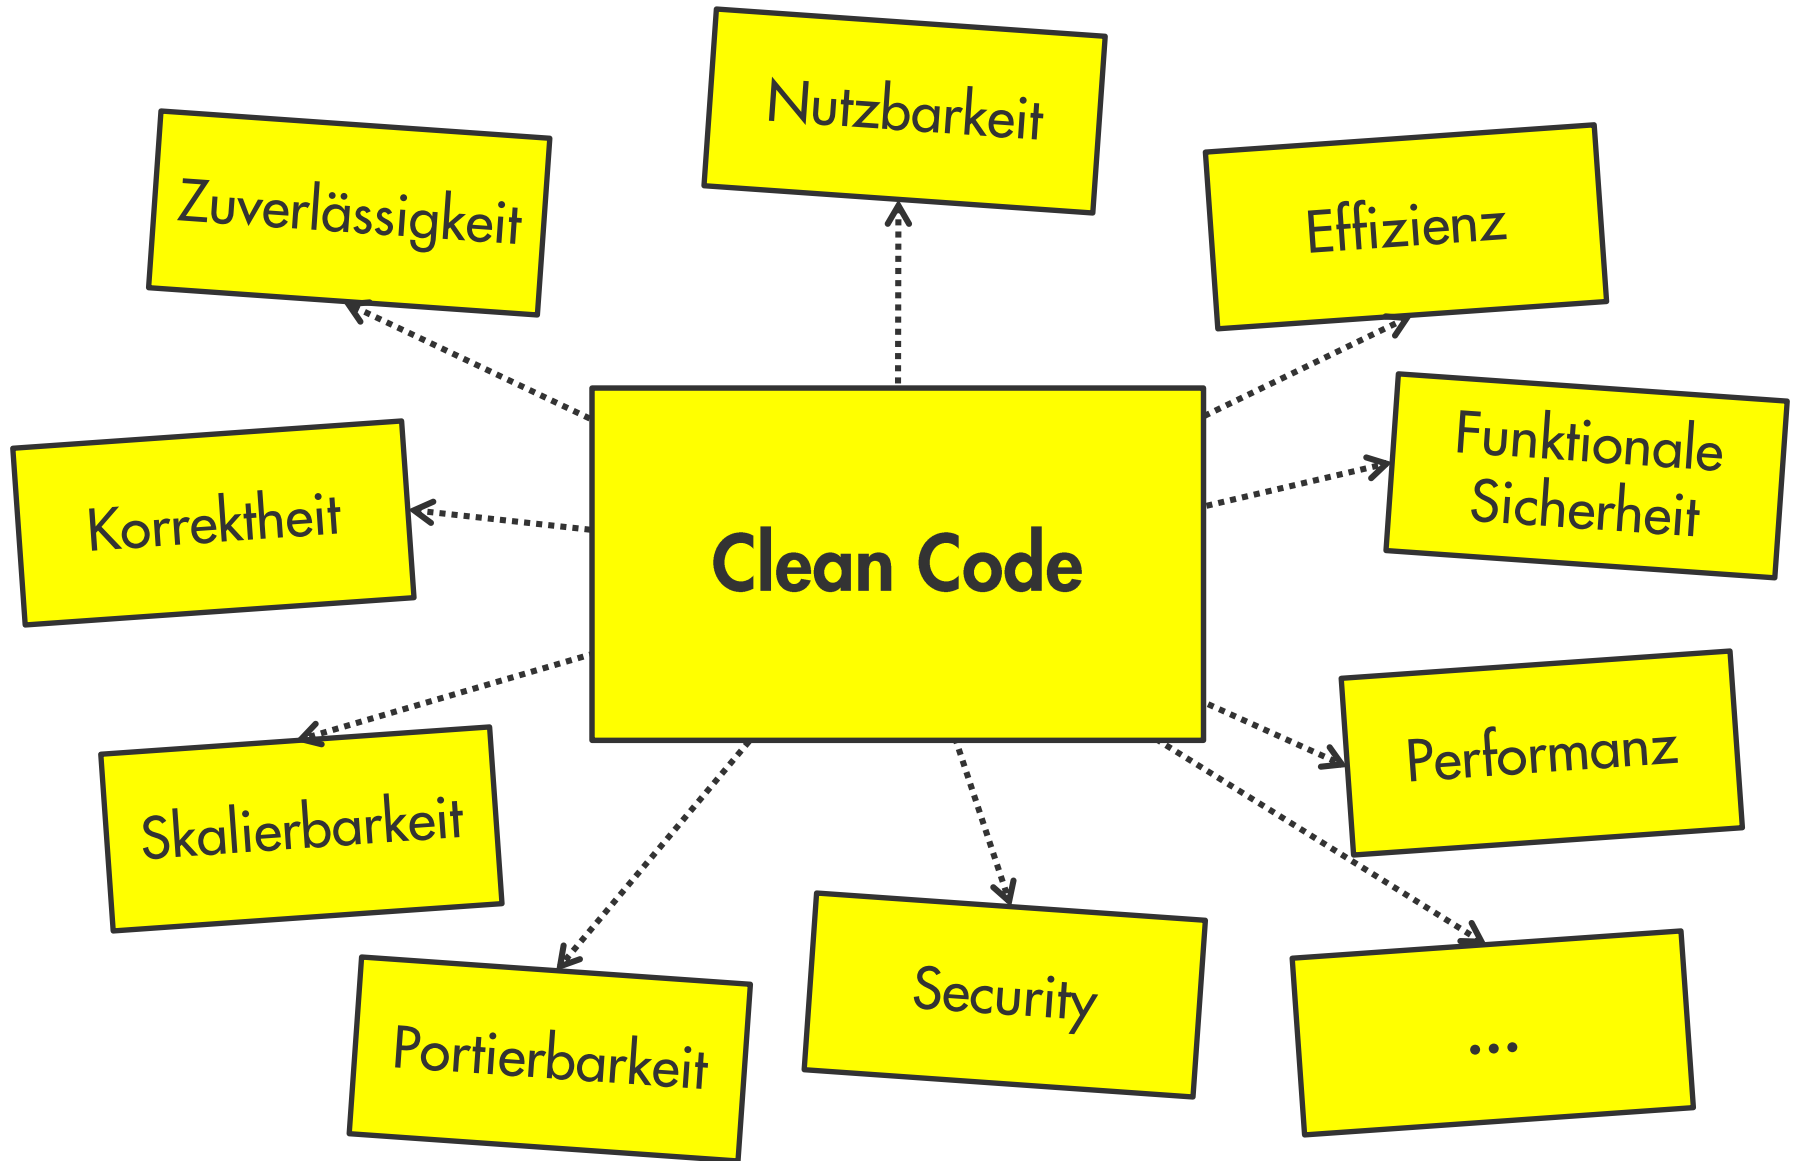 Nutzbarkeit
Zuverlässigkeit
Effizienz
Funktionale
Sicherheit
Korrektheit
Clean Code
Performanz
Skalierbarkeit
Security
Portierbarkeit
...